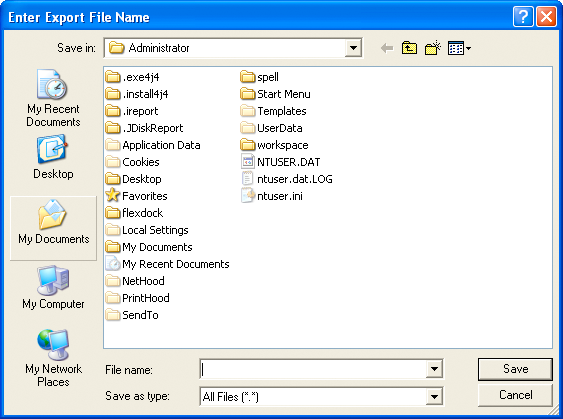 Enter Export File Name
Save in:
Administrator
My Recent
Documents
Desktop
My Documents
My Computer
My Network
Places
.exe4j4
.install4j4
.ireport
.JDiskReport
Application Data
Cookies
Desktop
Favorites
flexdock
Local Settings
My Documents
My Recent Documents
NetHood
PrintHood
SendTo
spell
Start Menu
Templates
UserData
workspace
NTUSER.DAT
ntuser.dat.LOG
ntuser.ini
File name:
Save
Save as type:
All Files (*.*)
Cancel